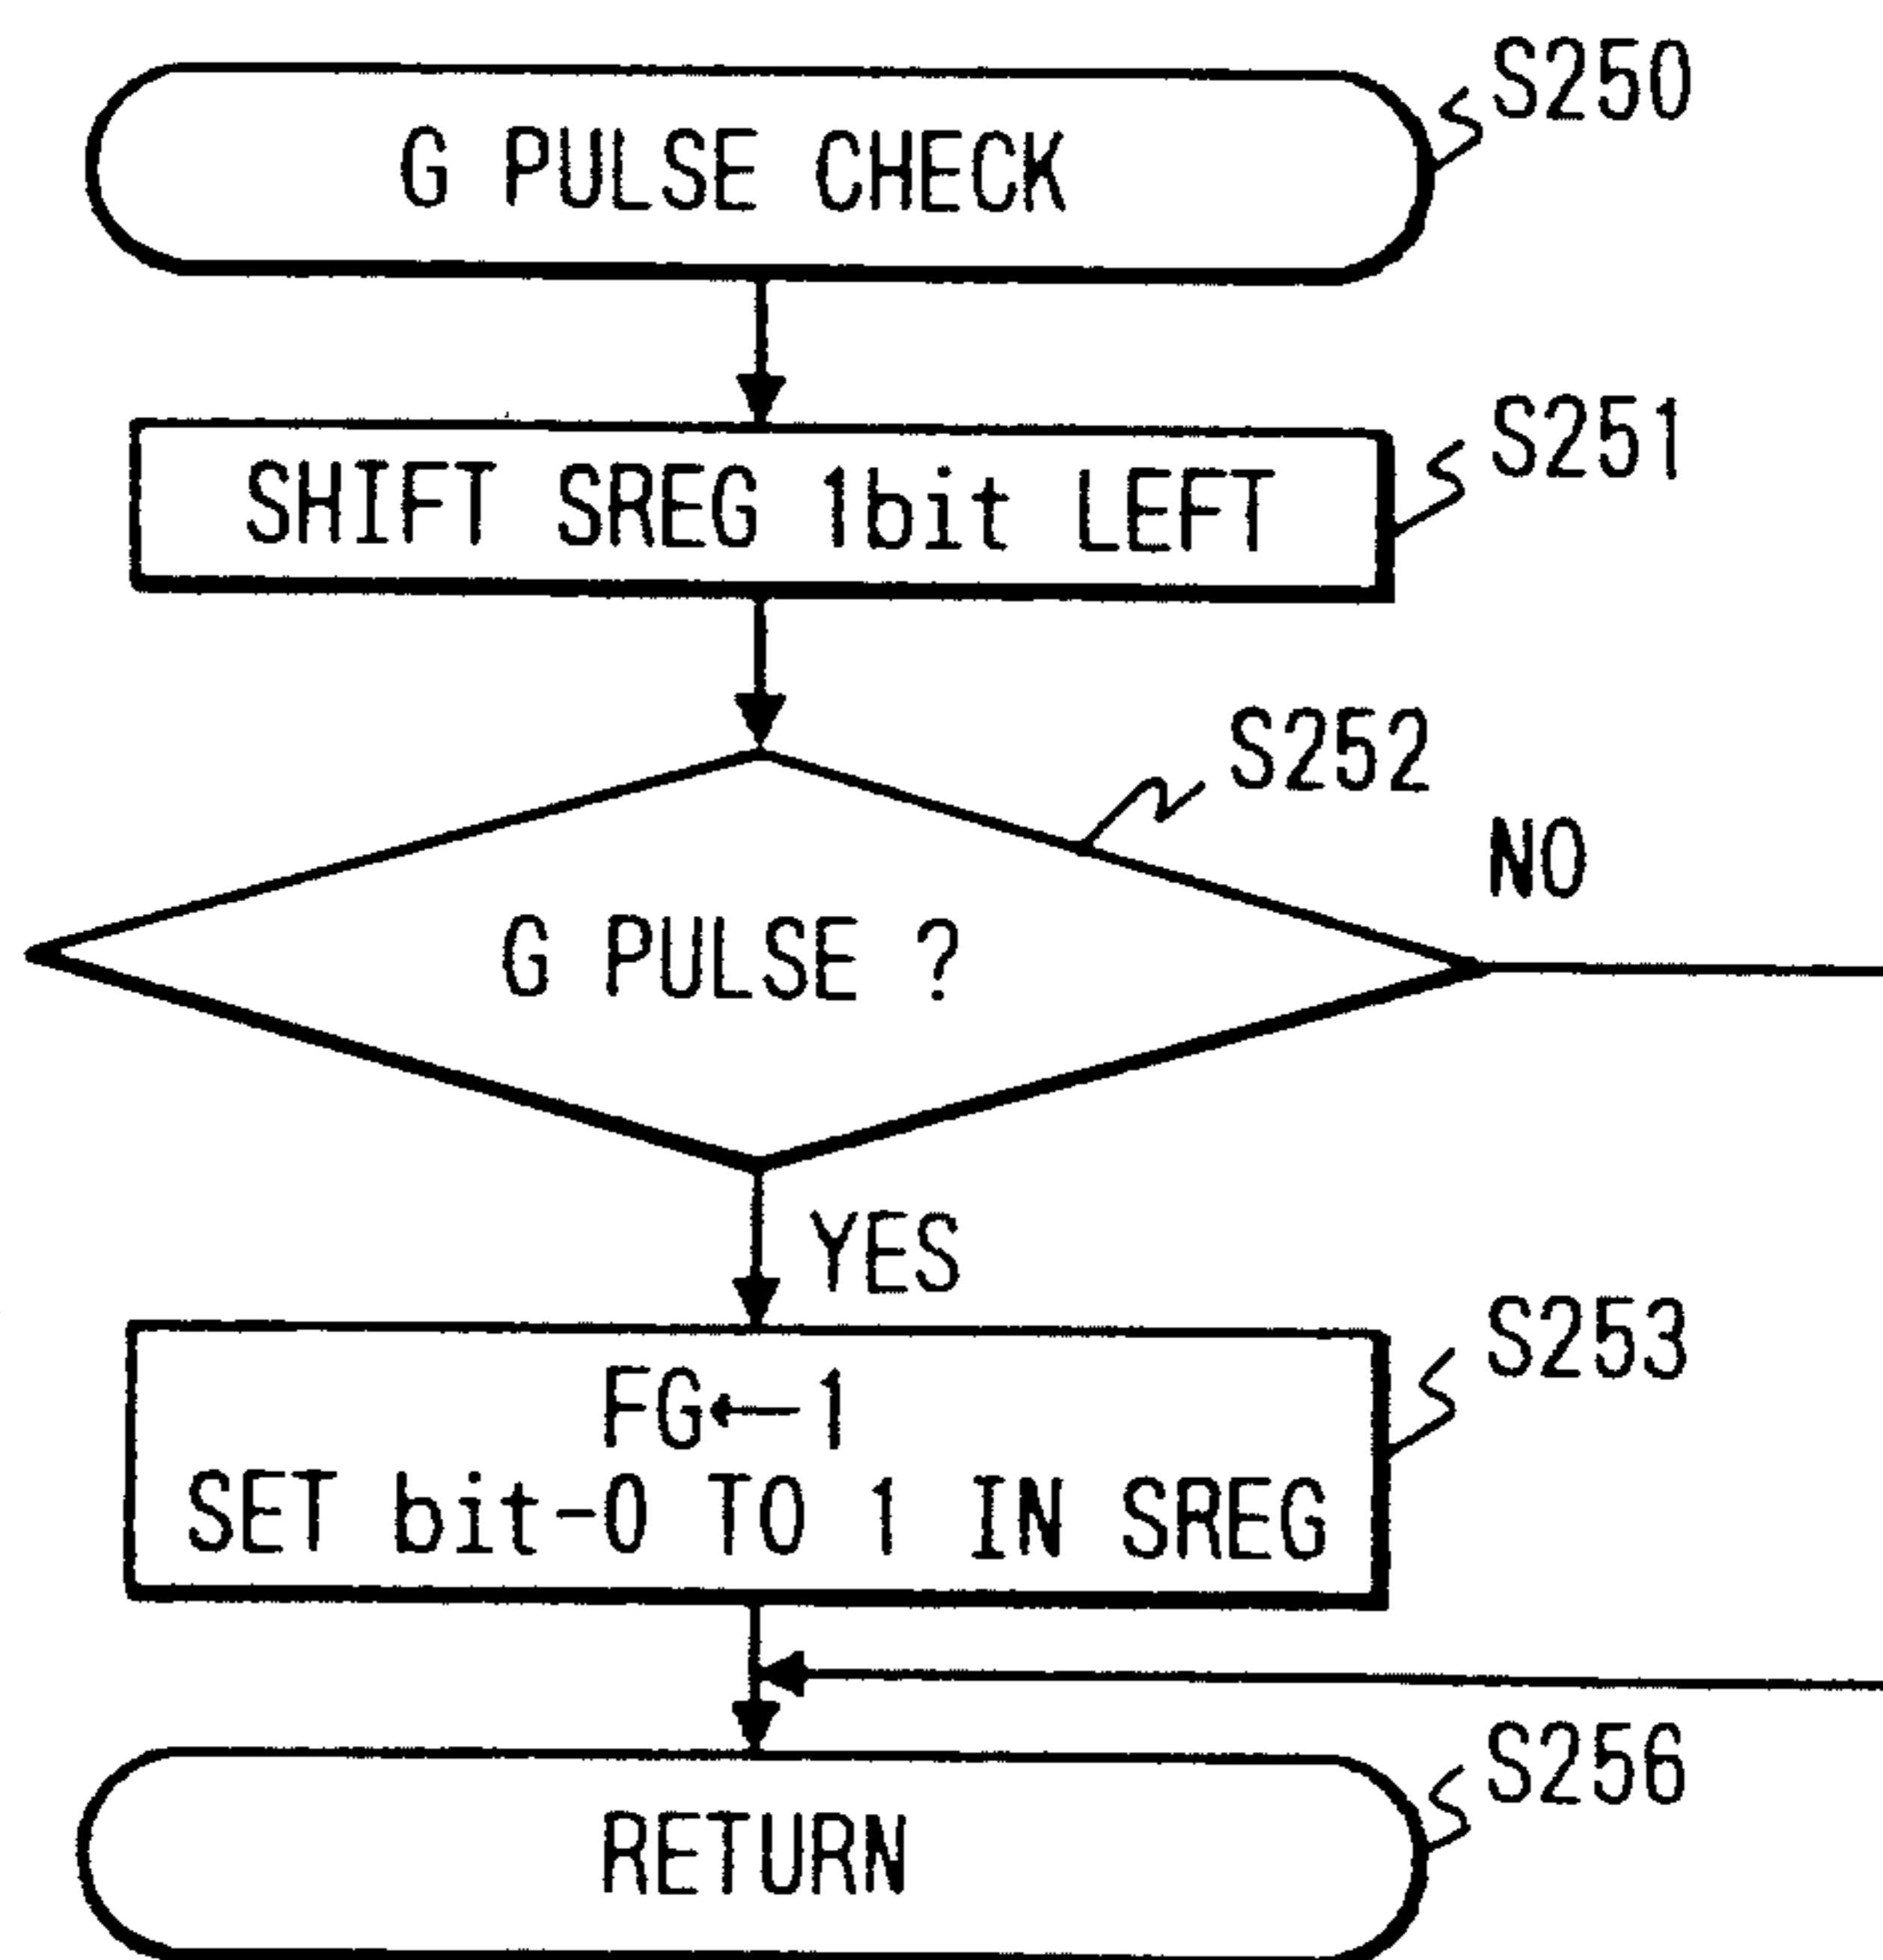 G PULSE CHECK
S250
SHIFT SREG 1bit LEFT
S251
S252
NO
G PULSE ?
YES
S253
FG←1
SET bit-0 TO 1 IN SREG
S256
RETURN